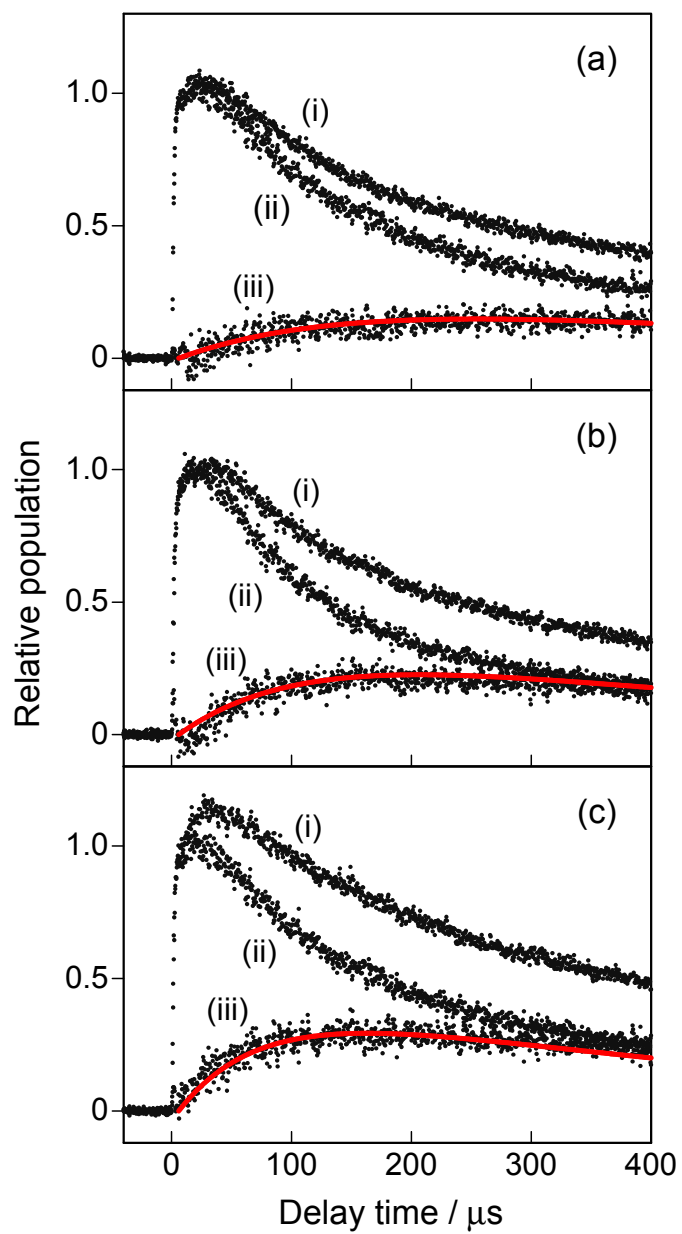 (a)
1.0
(i)
(ii)
0.5
(iii)
0
(b)
1.0
(i)
(ii)
0.5
(iii)
0
Relative population
(c)
1.0
(i)
(ii)
0.5
(iii)
0
0 100 200 300 400
Delay time / μs